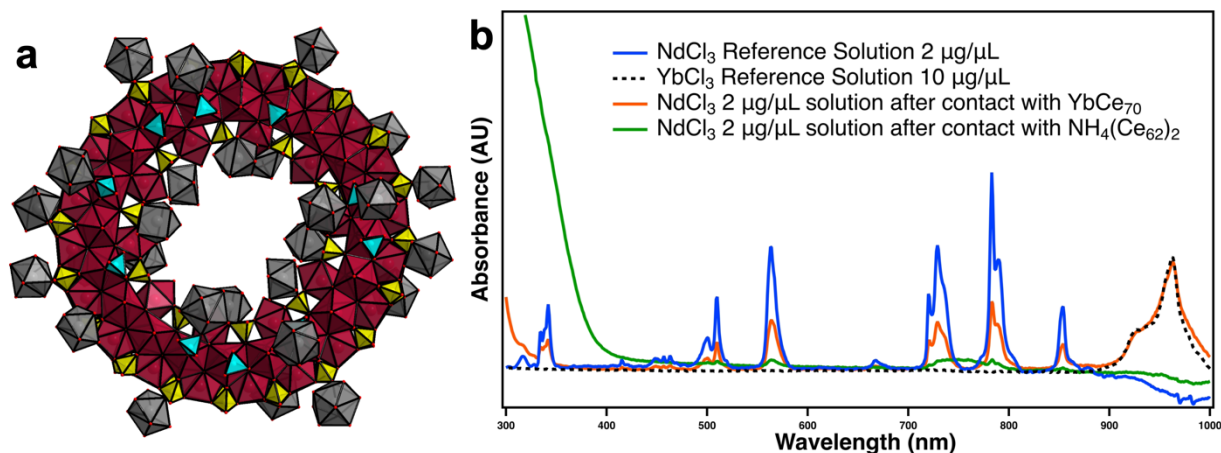 a
b
NdCl₃ Reference Solution 2 µg/µL
YbCl₃ Reference Solution 10 µg/µL
NdCl₃ 2 µg/µL solution after contact with YbCe₇₀
NdCl₃ 2 µg/µL solution after contact with NH₄(Ce₆₂)₂
Absorbance (AU)
300 400 500 600 700 800 900 1000
Wavelength (nm)